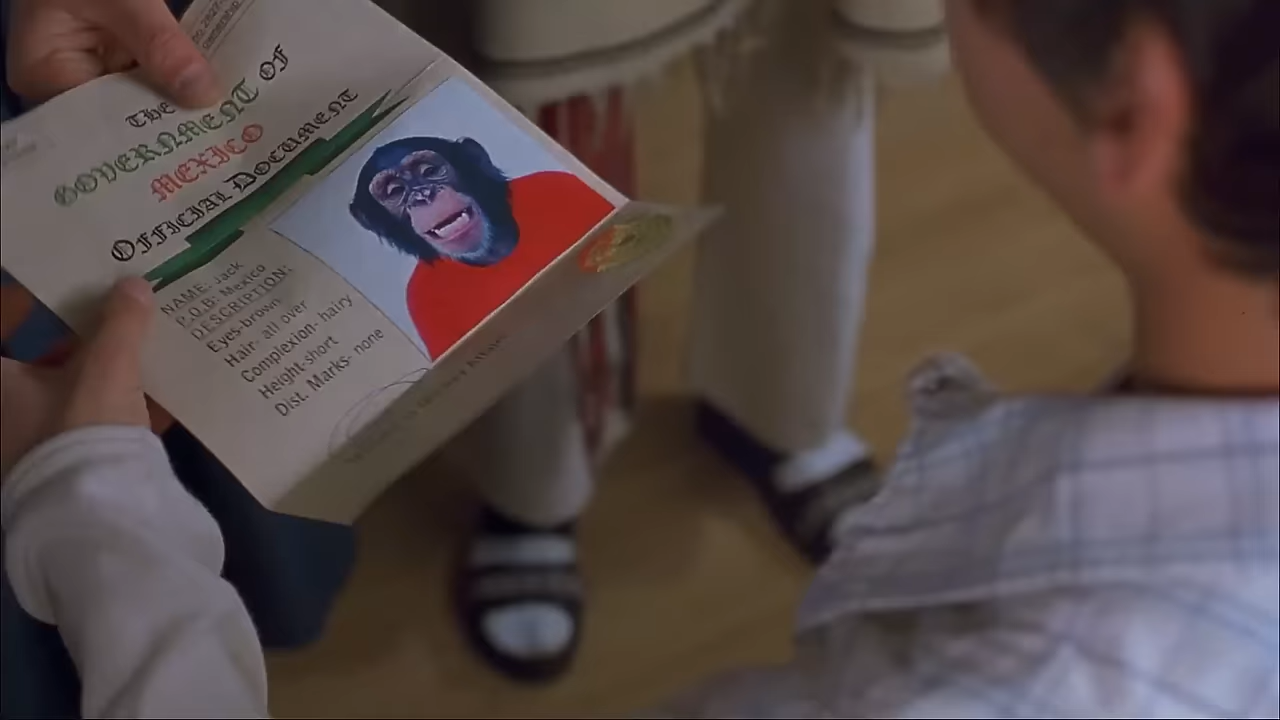 THE
GOVERNMENT OF
MEXICO
OFFICIAL DOCUMENT
NAME: Jack
P.O.B: Mexico
DESCRIPTION:
Eyes-brown
Hair- all over
Complexion- hairy
Height-short
Dist. Marks- none